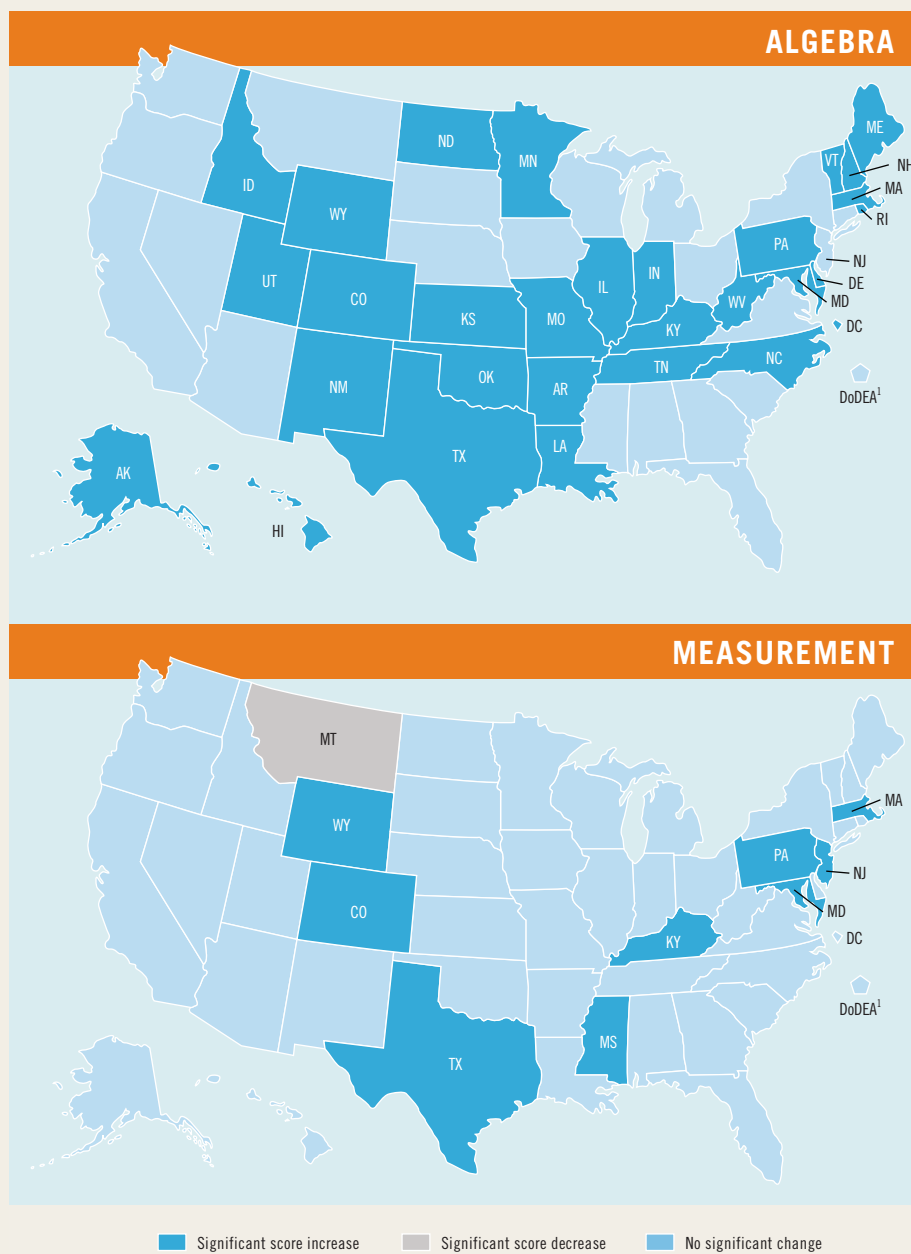 ALGEBRA
ME
ND
MN
VT
NH
ID
MA
WY
RI
PA
NJ
UT
IL
IN
DE
CO
MD
WV
KS
MO
KY
DC
NC
TN
OK
NM
AR
DoDEA¹
LA
TX
AK
HI
MEASUREMENT
MT
MA
WY
PA
NJ
CO
MD
KY
DC
DoDEA¹
MS
TX
Significant score increase
Significant score decrease
No significant change